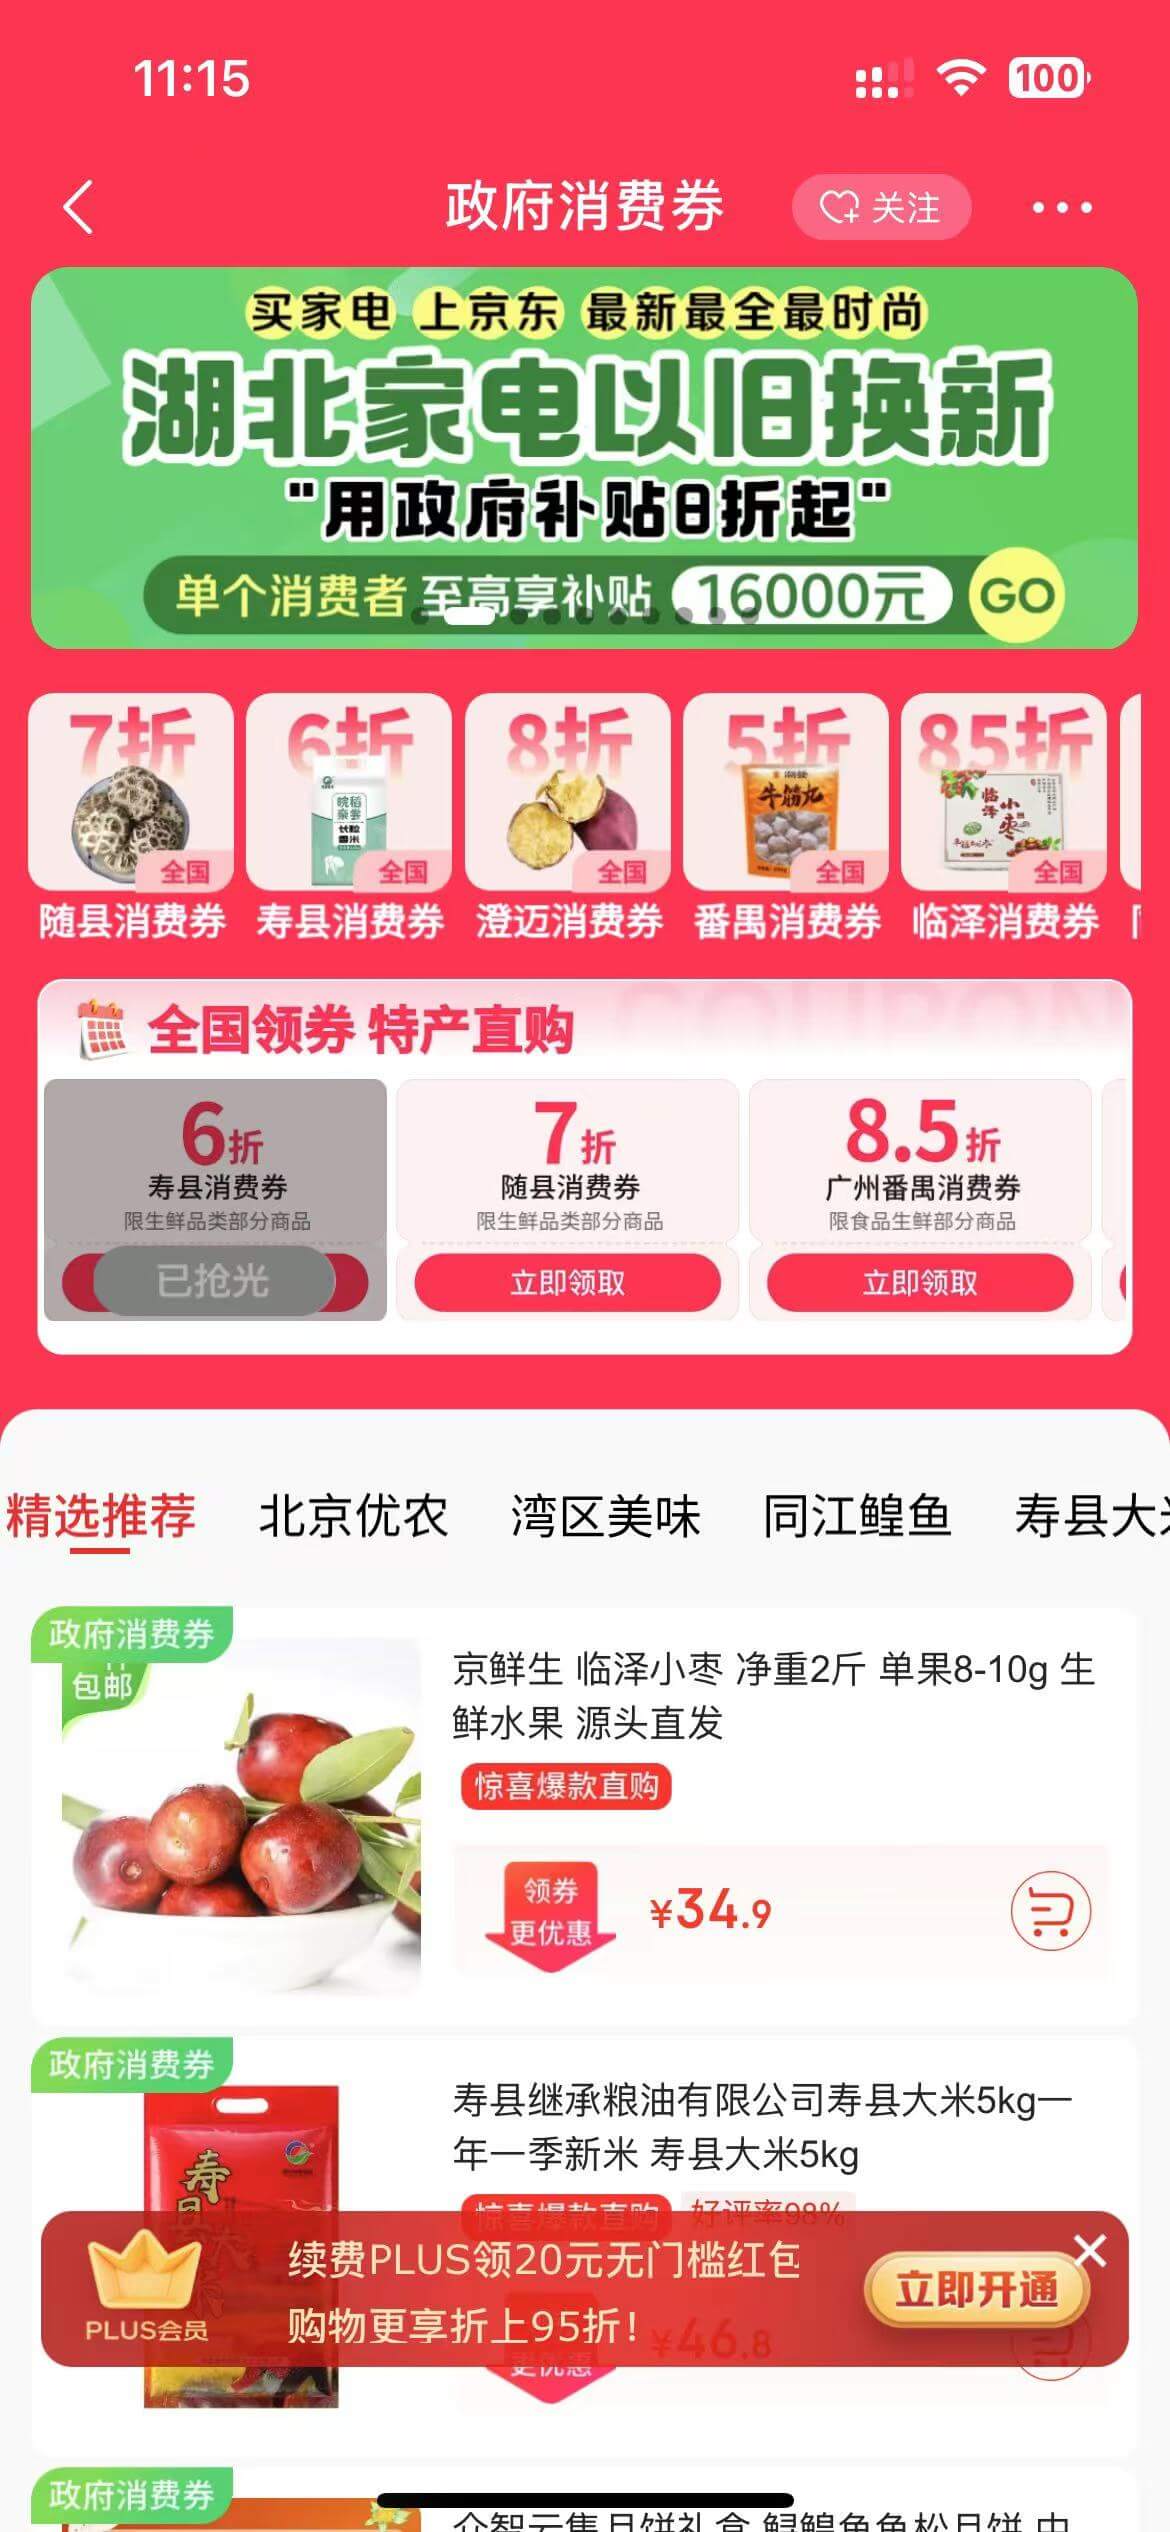 11:15
100
政府消费券
关注
买家电 上京东 最新最全最时尚
湖北家电以旧换新
"用政府补贴8折起"
单个消费者 至高享补贴 16000元 GO
7折 6折 8折 5折 85折
牛筋丸
临泽小枣
全国 全国 全国 全国 全国
随县消费券 寿县消费券 澄迈消费券 番禺消费券 临泽消费券
全国领券 特产直购
6折 7折 8.5折
寿县消费券 随县消费券 广州番禺消费券
限生鲜品类部分商品 限生鲜品类部分商品 限食品生鲜部分商品
已抢光 立即领取 立即领取
精选推荐 北京优农 湾区美味 同江鳇鱼 寿县大米
政府消费券
包邮
京鲜生 临泽小枣 净重2斤 单果8-10g 生
鲜水果 源头直发
惊喜爆款直购
领券
更优惠
¥34.9
政府消费券
寿县继承粮油有限公司寿县大米5kg一
年一季新米 寿县大米5kg
惊喜爆款直购 好评率98%
续费PLUS领20元无门槛红包
购物更享折上95折！
PLUS会员
立即开通
¥46.8
更优惠
政府消费券